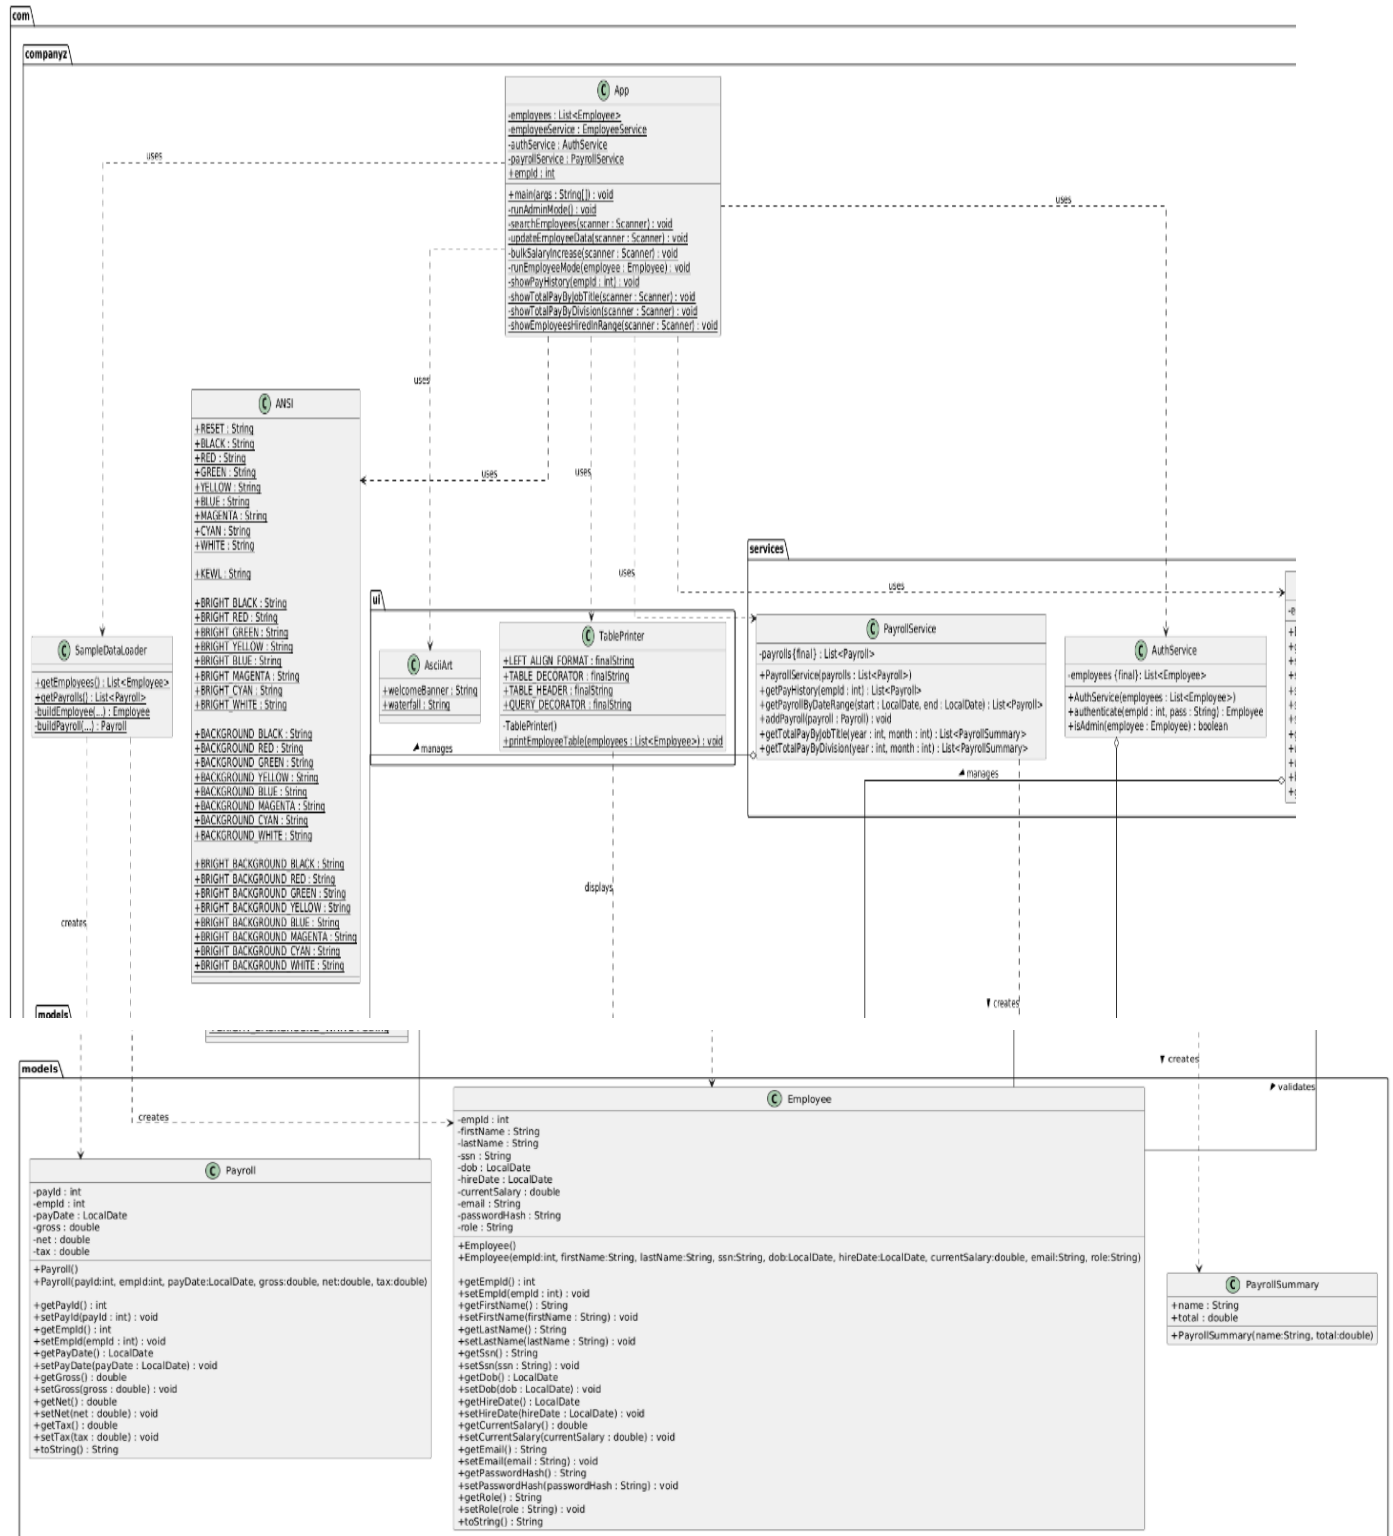 com
companyz
C App
-employees : List<Employee>
-employeeService : EmployeeService
-authService : AuthService
-payrollService : PayrollService
+empId : int
+main(args : String[]) : void
-runAdminMode() : void
-searchEmployees(scanner : Scanner) : void
-updateEmployeeData(scanner : Scanner) : void
-bulkSalaryIncrease(scanner : Scanner) : void
-runEmployeeMode(employee : Employee) : void
-showPayHistory(empId : int) : void
-showTotalPayByJobTitle(scanner : Scanner) : void
-showTotalPayByDivision(scanner : Scanner) : void
-showEmployeesHiredInRange(scanner : Scanner) : void
uses
uses
uses
uses
uses
uses
uses
C ANSI
+RESET : String
+BLACK : String
+RED : String
+GREEN : String
+YELLOW : String
+BLUE : String
+MAGENTA : String
+CYAN : String
+WHITE : String
+KEWL : String
+BRIGHT_BLACK : String
+BRIGHT_RED : String
+BRIGHT_GREEN : String
+BRIGHT_YELLOW : String
+BRIGHT_BLUE : String
+BRIGHT_MAGENTA : String
+BRIGHT_CYAN : String
+BRIGHT_WHITE : String
+BACKGROUND_BLACK : String
+BACKGROUND_RED : String
+BACKGROUND_GREEN : String
+BACKGROUND_YELLOW : String
+BACKGROUND_BLUE : String
+BACKGROUND_MAGENTA : String
+BACKGROUND_CYAN : String
+BACKGROUND_WHITE : String
+BRIGHT_BACKGROUND_BLACK : String
+BRIGHT_BACKGROUND_RED : String
+BRIGHT_BACKGROUND_GREEN : String
+BRIGHT_BACKGROUND_YELLOW : String
+BRIGHT_BACKGROUND_BLUE : String
+BRIGHT_BACKGROUND_MAGENTA : String
+BRIGHT_BACKGROUND_CYAN : String
+BRIGHT_BACKGROUND_WHITE : String
C SampleDataLoader
+getEmployees() : List<Employee>
+getPayrolls() : List<Payroll>
-buildEmployee(...) : Employee
-buildPayroll(...) : Payroll
ui
C AsciiArt
+welcomeBanner : String
+waterfall : String
C TablePrinter
+LEFT_ALIGN_FORMAT : finalString
+TABLE_DECORATOR : finalString
+TABLE_HEADER : finalString
+QUERY_DECORATOR : finalString
-TablePrinter()
+printEmployeeTable(employees : List<Employee>) : void
services
C PayrollService
-payrolls{final} : List<Payroll>
+PayrollService(payrolls : List<Payroll>)
+getPayHistory(empId : int) : List<Payroll>
+getPayrollByDateRange(start : LocalDate, end : LocalDate) : List<Payroll>
+addPayroll(payroll : Payroll) : void
+getTotalPayByJobTitle(year : int, month : int) : List<PayrollSummary>
+getTotalPayByDivision(year : int, month : int) : List<PayrollSummary>
C AuthService
-employees {final}: List<Employee>
+AuthService(employees : List<Employee>)
+authenticate(empId : int, pass : String) : Employee
+isAdmin(employee : Employee) : boolean
manages
manages
displays
creates
creates
models
models
creates
validates
creates
C Employee
-empId : int
-firstName : String
-lastName : String
-ssn : String
-dob : LocalDate
-hireDate : LocalDate
-currentSalary : double
-email : String
-passwordHash : String
-role : String
+Employee()
+Employee(empId:int, firstName:String, lastName:String, ssn:String, dob:LocalDate, hireDate:LocalDate, currentSalary:double, email:String, role:String)
+getEmpId() : int
+setEmpId(empId : int) : void
+getFirstName() : String
+setFirstName(firstName : String) : void
+getLastName() : String
+setLastName(lastName : String) : void
+getSsn() : String
+setSsn(ssn : String) : void
+getDob() : LocalDate
+setDob(dob : LocalDate) : void
+getHireDate() : LocalDate
+setHireDate(hireDate : LocalDate) : void
+getCurrentSalary() : double
+setCurrentSalary(currentSalary : double) : void
+getEmail() : String
+setEmail(email : String) : void
+getPasswordHash() : String
+setPasswordHash(passwordHash : String) : void
+getRole() : String
+setRole(role : String) : void
+toString() : String
C Payroll
-payId : int
-empId : int
-payDate : LocalDate
-gross : double
-net : double
-tax : double
+Payroll()
+Payroll(payId:int, empId:int, payDate:LocalDate, gross:double, net:double, tax:double)
+getPayId() : int
+setPayId(payId : int) : void
+getEmpId() : int
+setEmpId(empId : int) : void
+getPayDate() : LocalDate
+setPayDate(payDate : LocalDate) : void
+getGross() : double
+setGross(gross : double) : void
+getNet() : double
+setNet(net : double) : void
+getTax() : double
+setTax(tax : double) : void
+toString() : String
C PayrollSummary
+name : String
+total : double
+PayrollSummary(name:String, total:double)